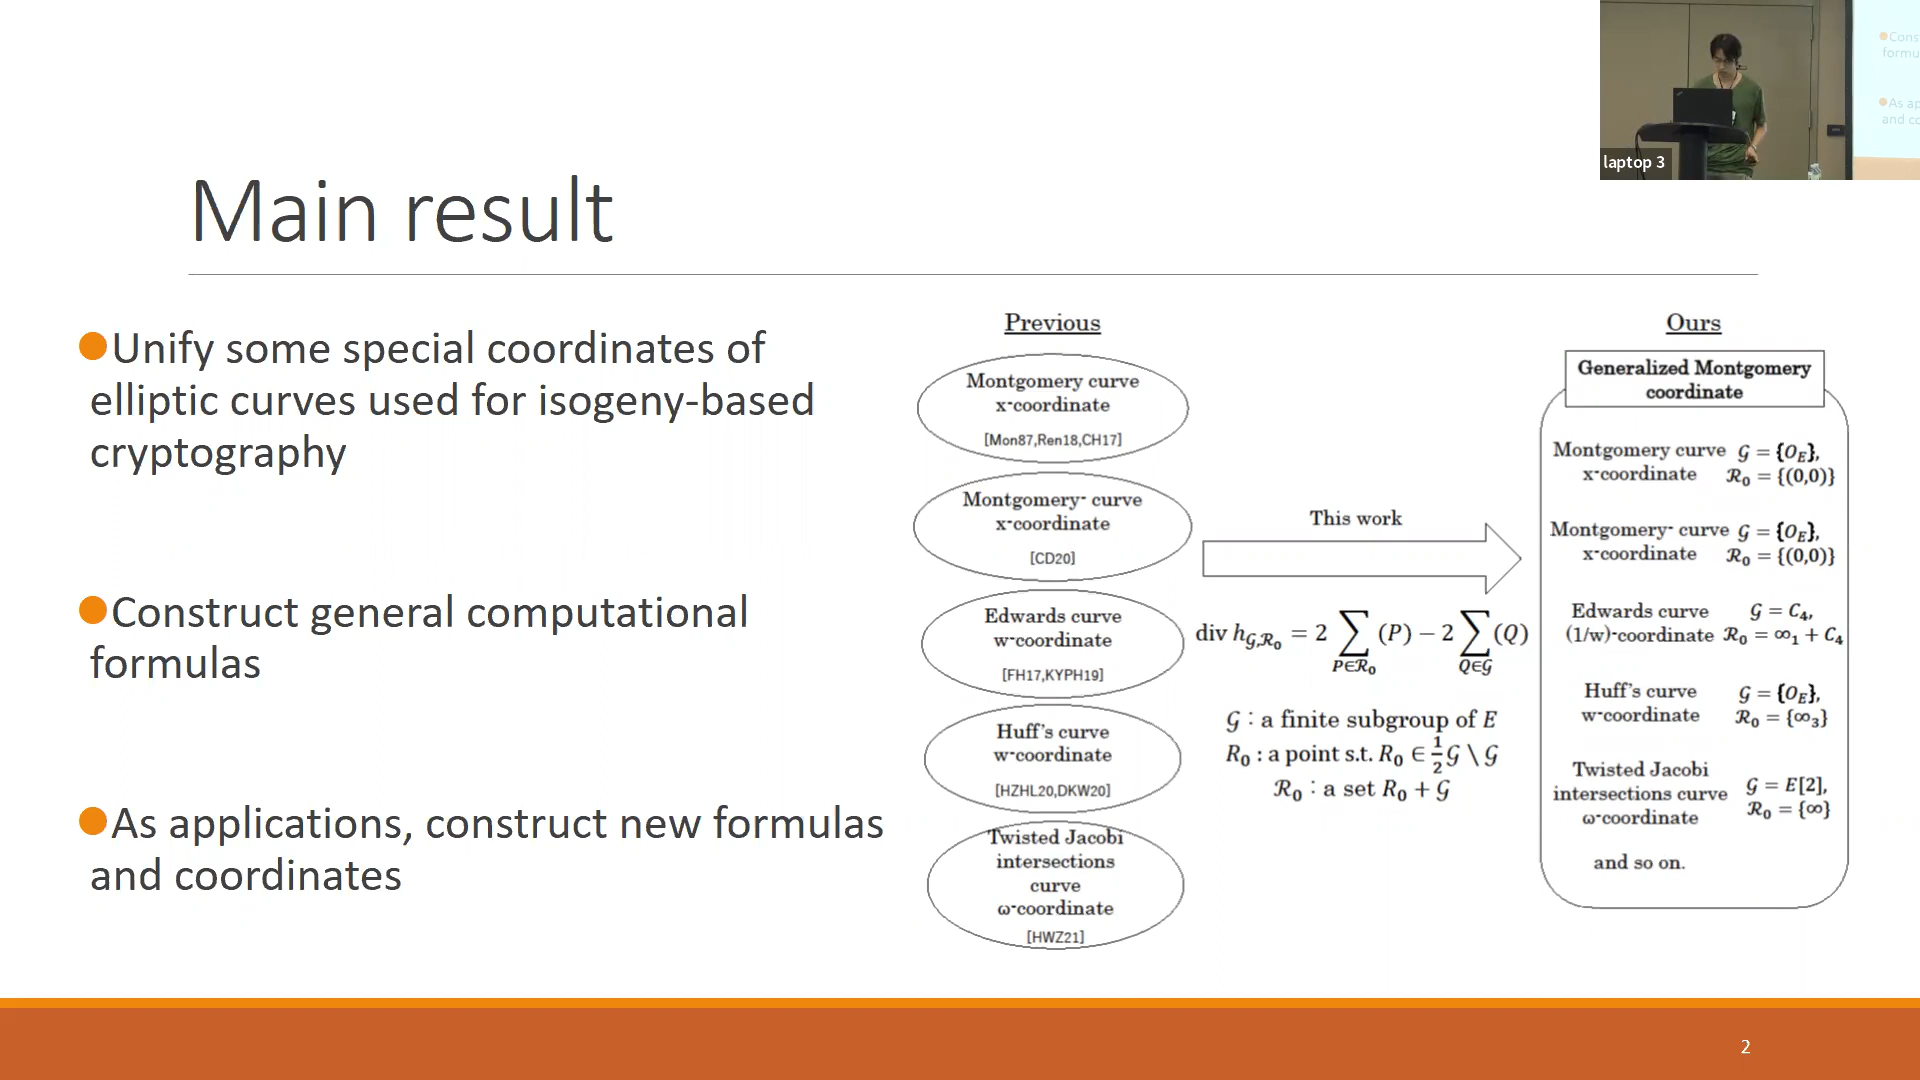 Main result
●Unify some special coordinates of
elliptic curves used for isogeny-based
cryptography
●Construct general computational
formulas
●As applications, construct new formulas
and coordinates
Previous
Montgomery curve
x-coordinate
[Mon87,Ren18,CH17]
Montgomery⁻ curve
x-coordinate
[CD20]
Edwards curve
w-coordinate
[FH17,KYPH19]
Huff's curve
w-coordinate
[HZHL20,DKW20]
Twisted Jacobi
intersections
curve
ω-coordinate
[HWZ21]
This work
div h_{𝒢,ℛ₀} = 2 ∑_{P∈ℛ₀} (P) − 2 ∑_{Q∈𝒢} (Q)
𝒢 : a finite subgroup of E
R₀ : a point s.t. R₀ ∈ ½𝒢 \ 𝒢
ℛ₀ : a set R₀ + 𝒢
Ours
Generalized Montgomery
coordinate
Montgomery curve 𝒢 = {O_E},
x-coordinate ℛ₀ = {(0,0)}
Montgomery⁻ curve 𝒢 = {O_E},
x-coordinate ℛ₀ = {(0,0)}
Edwards curve 𝒢 = C₄,
(1/w)-coordinate ℛ₀ = ∞₁ + C₄
Huff's curve 𝒢 = {O_E},
w-coordinate ℛ₀ = {∞₃}
Twisted Jacobi
intersections curve 𝒢 = E[2],
ω-coordinate ℛ₀ = {∞}
and so on.
2
laptop 3
●Cons
formu
●As ap
and co